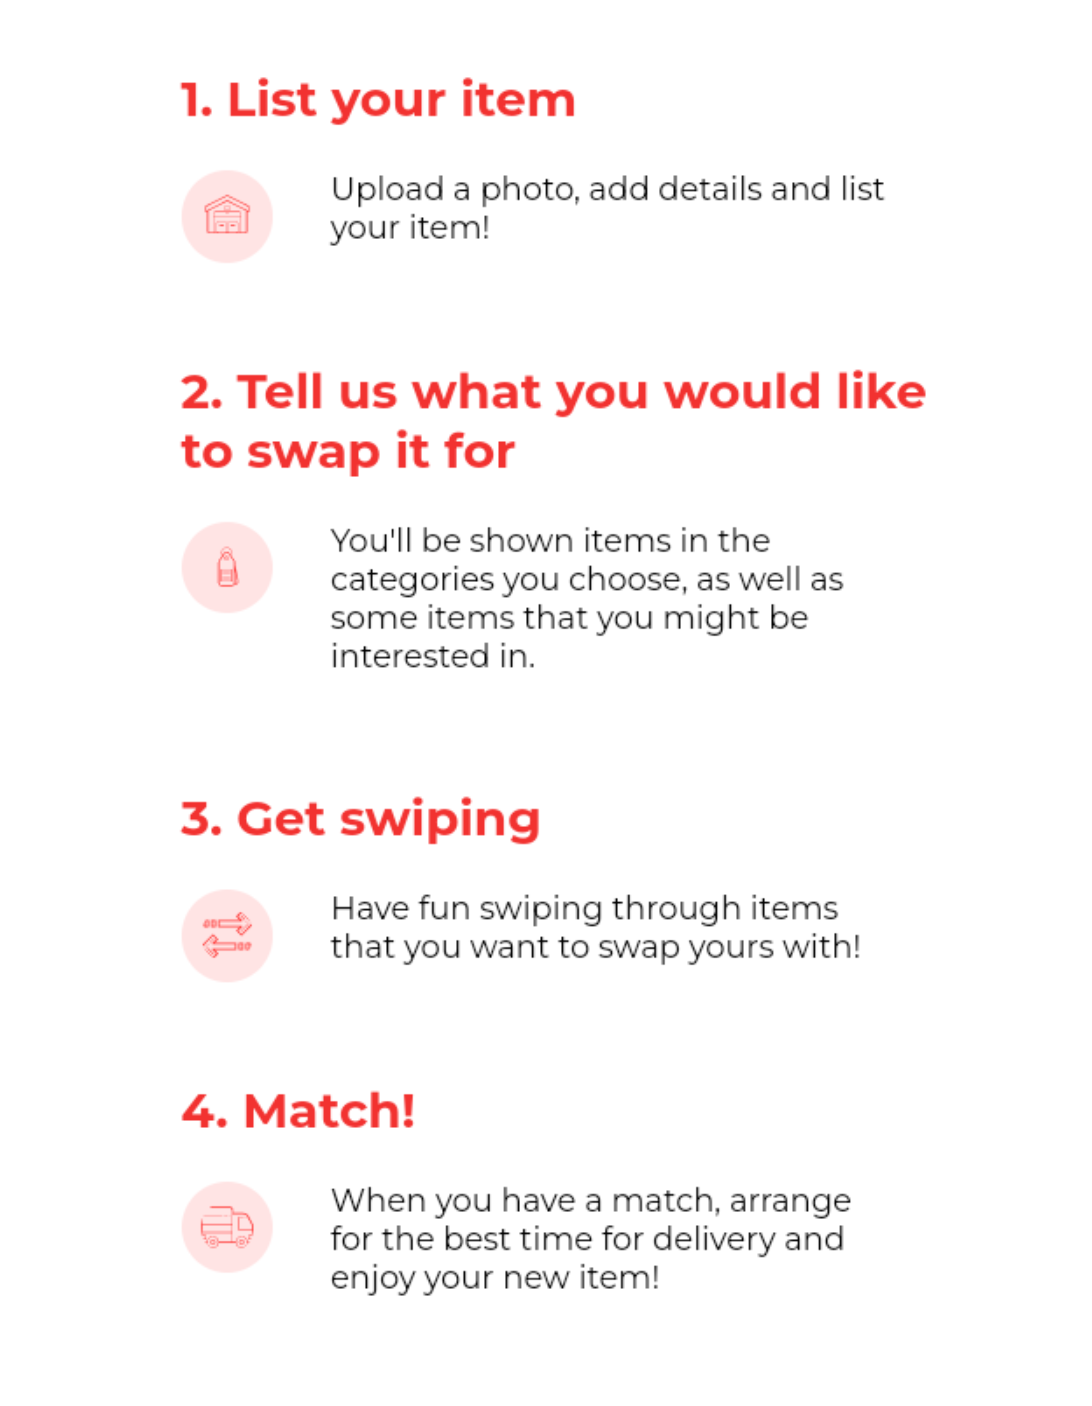 1. List your item
Upload a photo, add details and list
your item!
2. Tell us what you would like
to swap it for
You'll be shown items in the
categories you choose, as well as
some items that you might be
interested in.
3. Get swiping
Have fun swiping through items
that you want to swap yours with!
4. Match!
When you have a match, arrange
for the best time for delivery and
enjoy your new item!